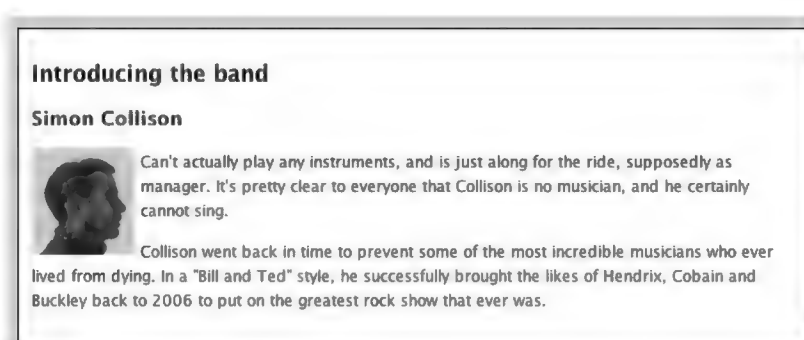 Introducing the band
Simon Collison
Can't actually play any instruments, and is just along for the ride, supposedly as
manager. It's pretty clear to everyone that Collison is no musician, and he certainly
cannot sing.
Collison went back in time to prevent some of the most incredible musicians who ever
lived from dying. In a "Bill and Ted" style, he successfully brought the likes of Hendrix, Cobain and
Buckley back to 2006 to put on the greatest rock show that ever was.